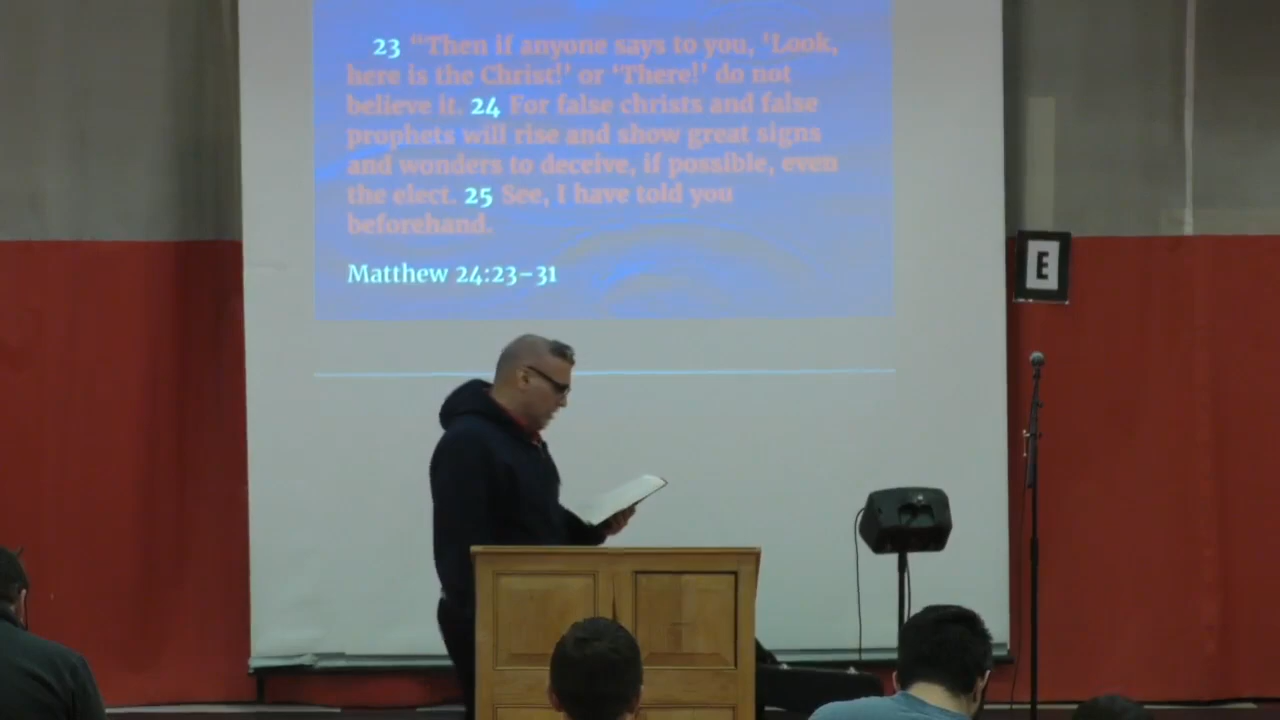 23 “Then if anyone says to you, ‘Look,
here is the Christ!’ or ‘There!’ do not
believe it. 24 For false christs and false
prophets will rise and show great signs
and wonders to deceive, if possible, even
the elect. 25 See, I have told you
beforehand.
Matthew 24:23–31
E